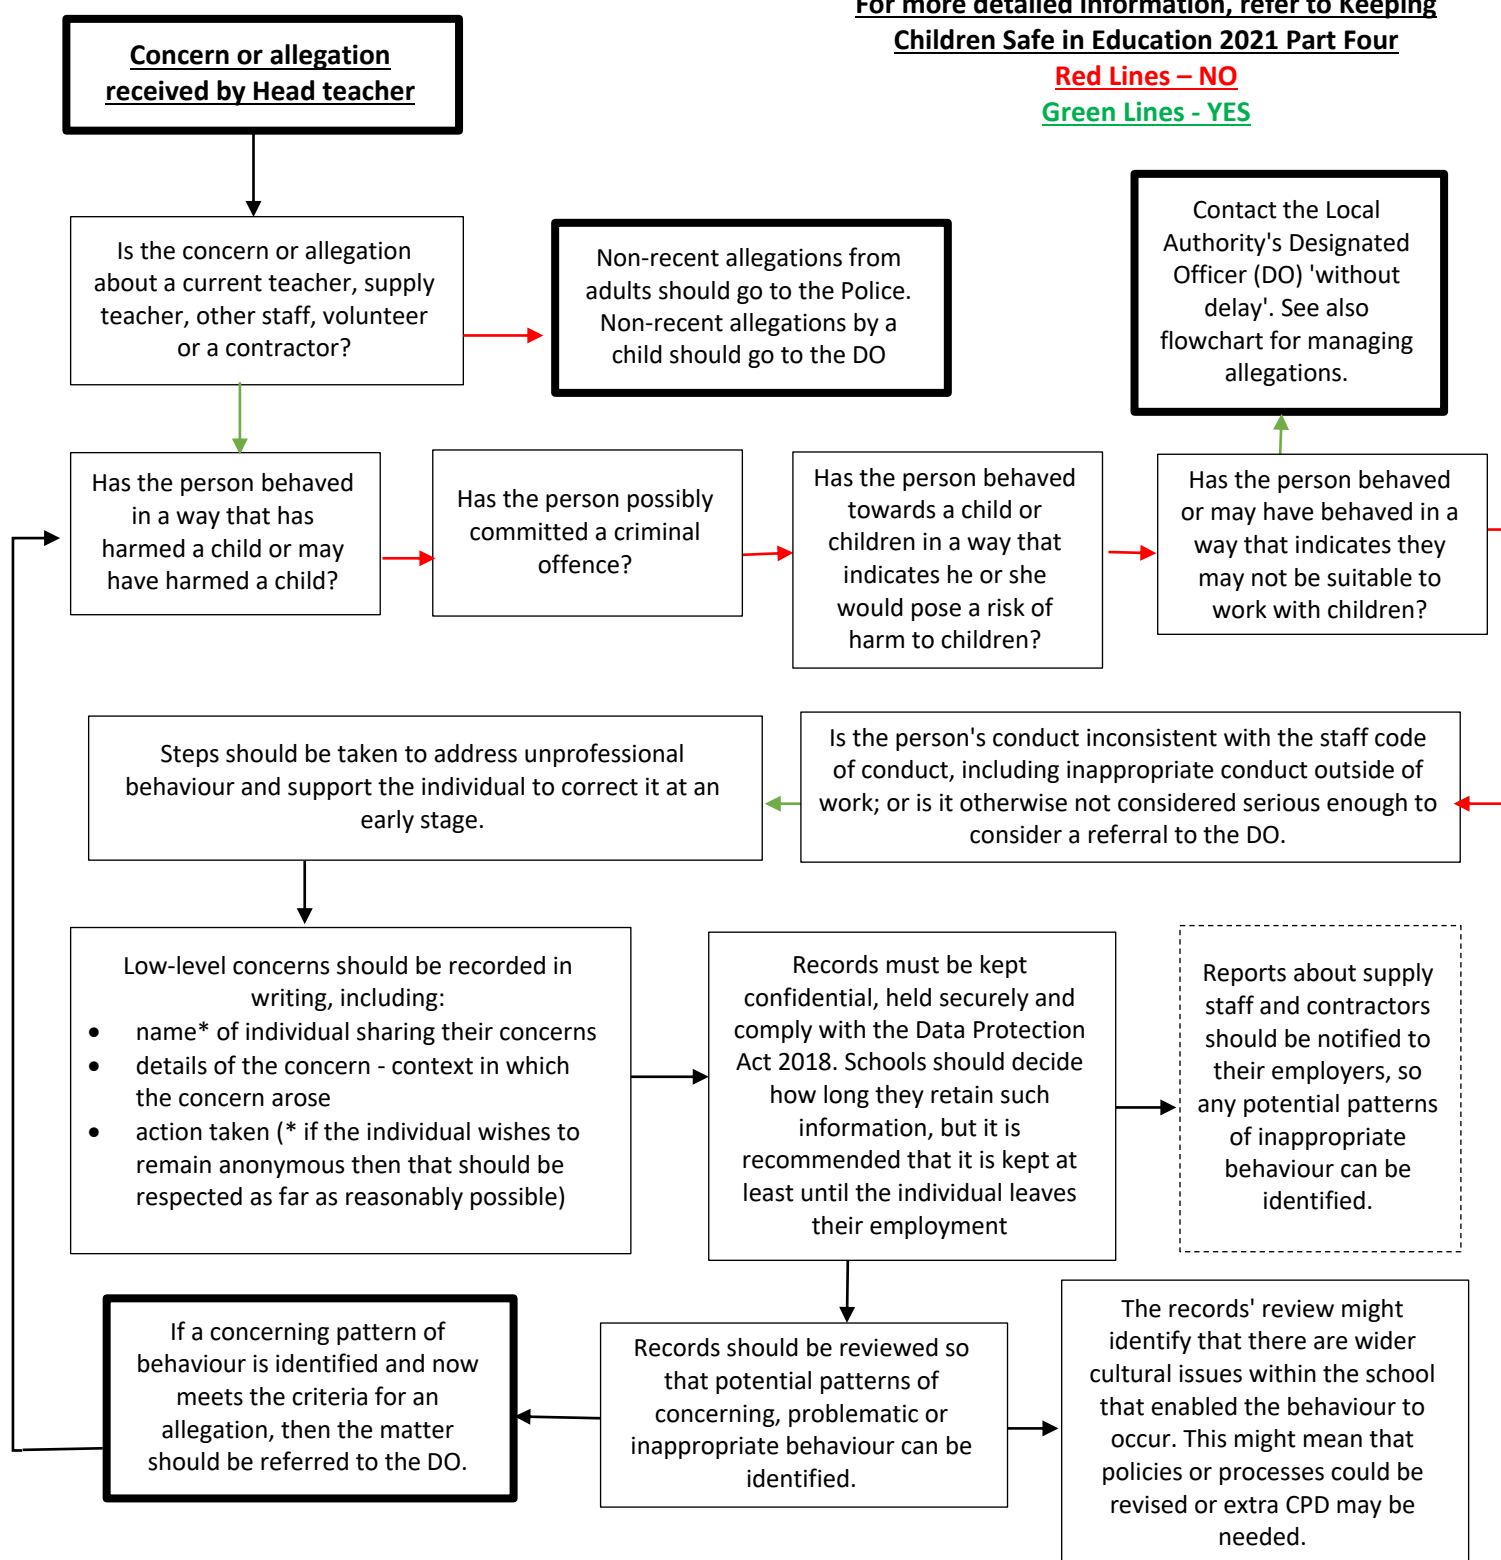 For more detailed information, refer to Keeping
Children Safe in Education 2021 Part Four
Red Lines – NO
Green Lines - YES
Concern or allegation
received by Head teacher
Is the concern or allegation
about a current teacher, supply
teacher, other staff, volunteer
or a contractor?
Non-recent allegations from
adults should go to the Police.
Non-recent allegations by a
child should go to the DO
Contact the Local
Authority's Designated
Officer (DO) 'without
delay'. See also
flowchart for managing
allegations.
Has the person behaved
in a way that has
harmed a child or may
have harmed a child?
Has the person possibly
committed a criminal
offence?
Has the person behaved
towards a child or
children in a way that
indicates he or she
would pose a risk of
harm to children?
Has the person behaved
or may have behaved in a
way that indicates they
may not be suitable to
work with children?
Is the person's conduct inconsistent with the staff code
of conduct, including inappropriate conduct outside of
work; or is it otherwise not considered serious enough to
consider a referral to the DO.
Steps should be taken to address unprofessional
behaviour and support the individual to correct it at an
early stage.
Low-level concerns should be recorded in
writing, including:
• name* of individual sharing their concerns
• details of the concern - context in which
the concern arose
• action taken (* if the individual wishes to
remain anonymous then that should be
respected as far as reasonably possible)
Records must be kept
confidential, held securely and
comply with the Data Protection
Act 2018. Schools should decide
how long they retain such
information, but it is
recommended that it is kept at
least until the individual leaves
their employment
Reports about supply
staff and contractors
should be notified to
their employers, so
any potential patterns
of inappropriate
behaviour can be
identified.
If a concerning pattern of
behaviour is identified and now
meets the criteria for an
allegation, then the matter
should be referred to the DO.
Records should be reviewed so
that potential patterns of
concerning, problematic or
inappropriate behaviour can be
identified.
The records' review might
identify that there are wider
cultural issues within the school
that enabled the behaviour to
occur. This might mean that
policies or processes could be
revised or extra CPD may be
needed.